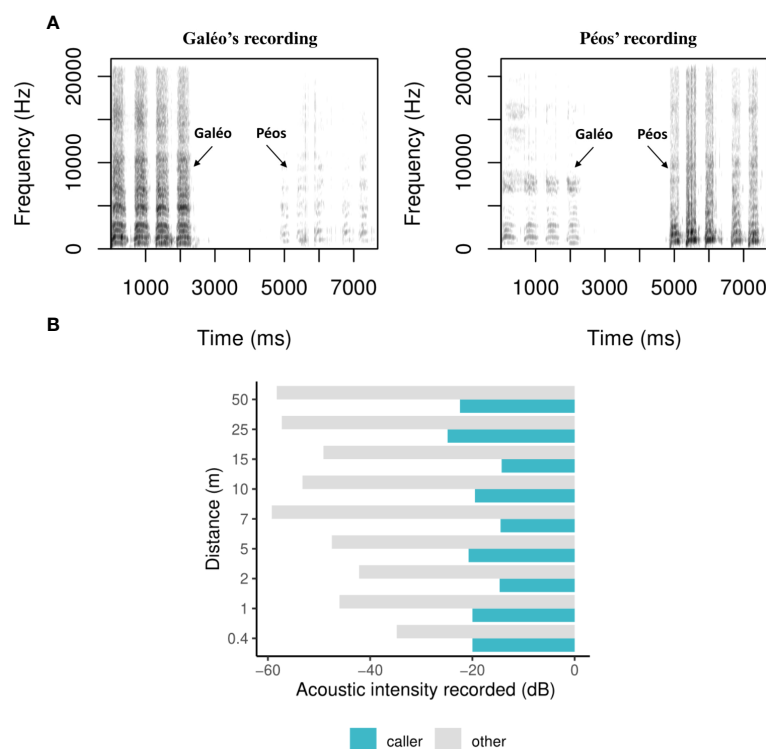 A
Galéo's recording
Péos' recording
Frequency (Hz)
0 10000 20000
Galéo
Péos
1000 3000 5000 7000
Time (ms)
Frequency (Hz)
0 10000 20000
Galéo
Péos
1000 3000 5000 7000
Time (ms)
B
Distance (m)
50
25
15
10
7
5
2
1
0.4
−60 −40 −20 0
Acoustic intensity recorded (dB)
caller other